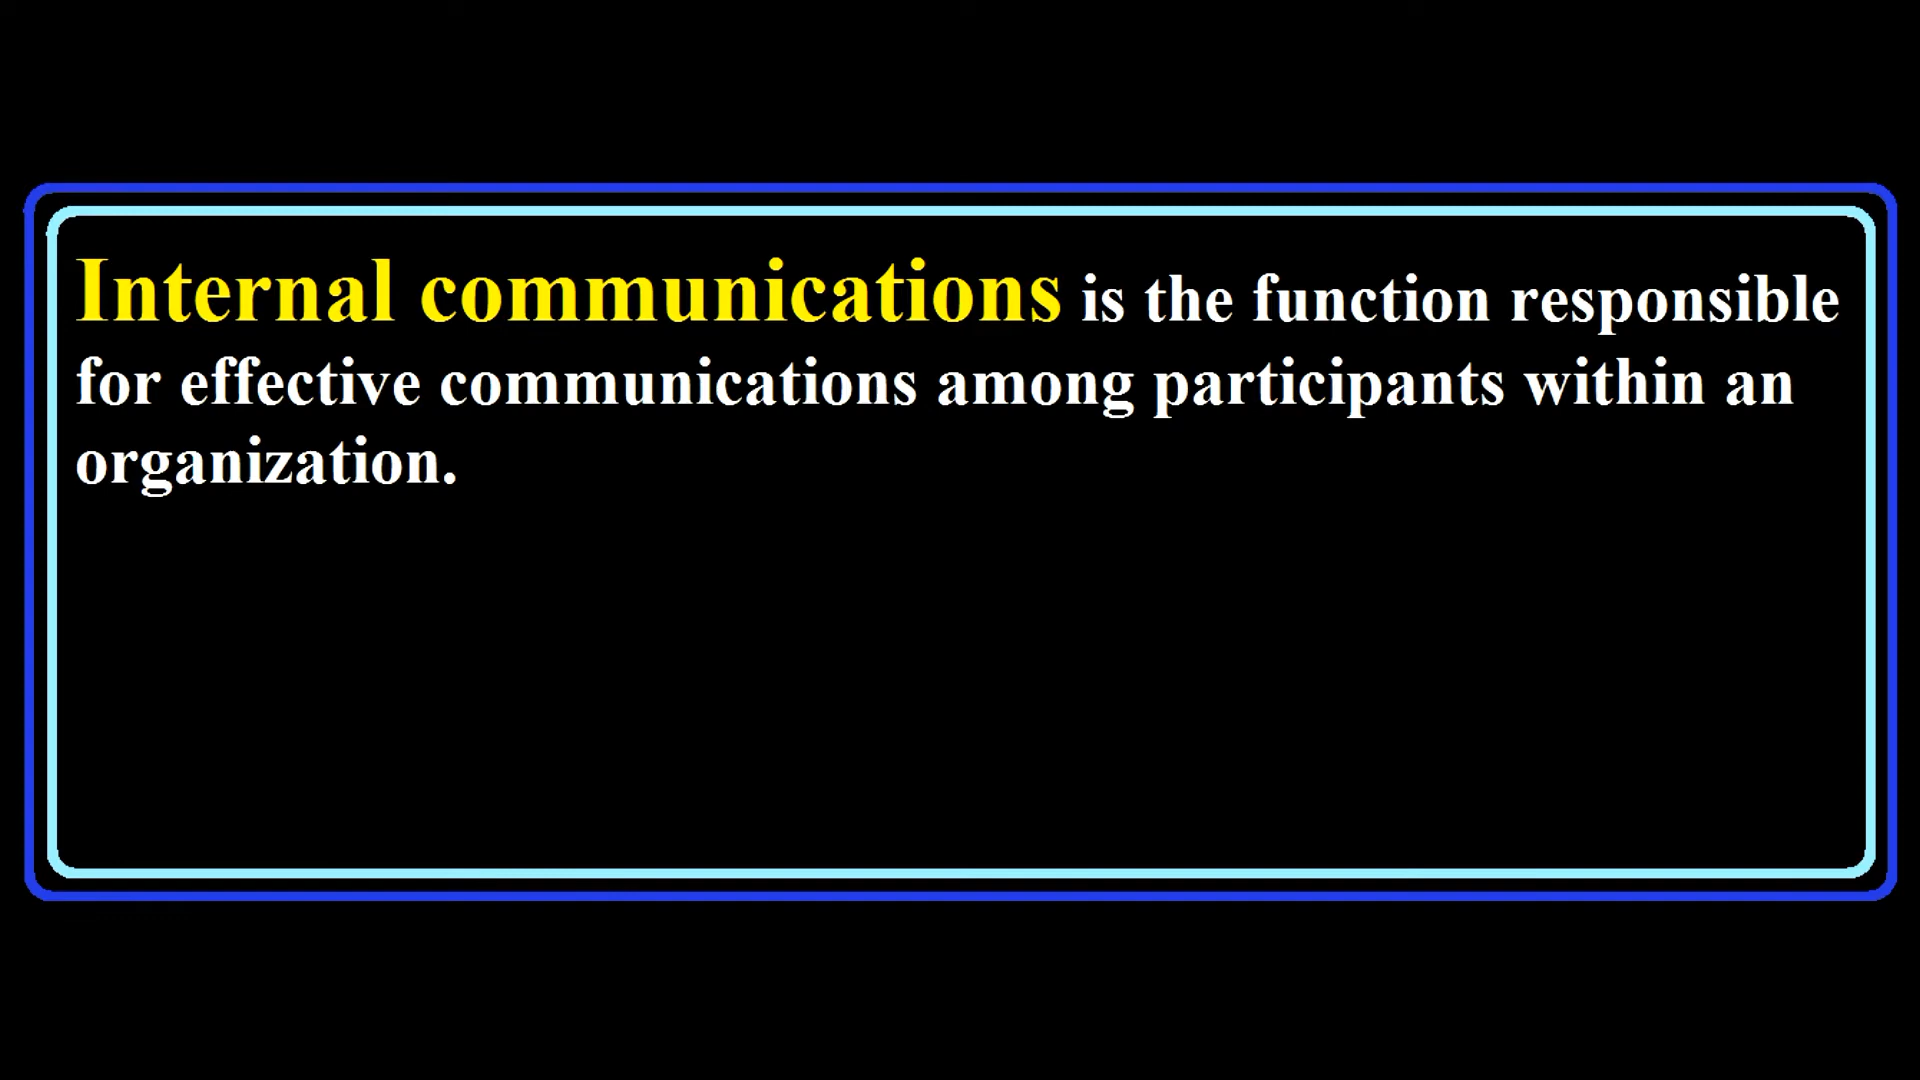 Internal communications is the function responsible
for effective communications among participants within an
organization.